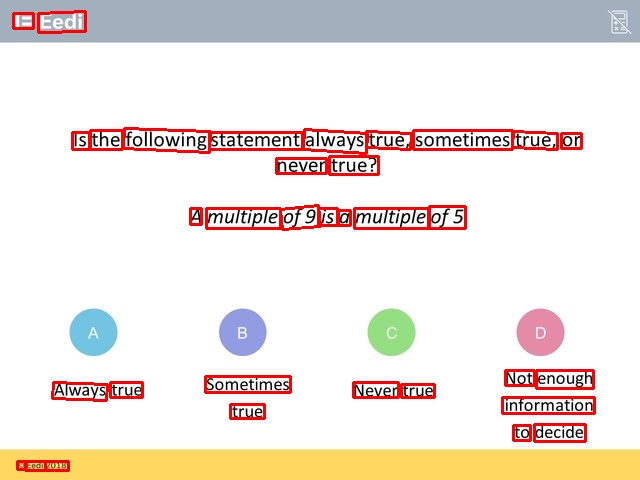 Eedi
Is the following statement always true, sometimes true, or
never true?
A multiple of 9 is a multiple of 5
A
B
C
D
Always true
Sometimes
true
Never true
Not enough
information
to decide
© Eedi 2018